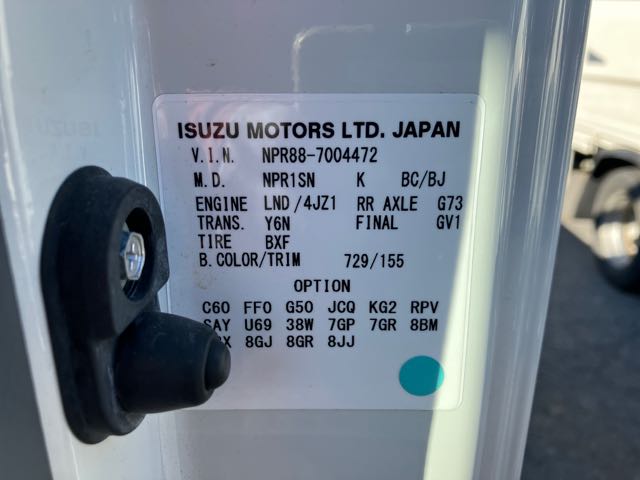 ISUZU MOTORS LTD. JAPAN
V.I.N. NPR88-7004472
M.D. NPR1SN K BC/BJ
ENGINE LND/4JZ1 RR AXLE G73
TRANS. Y6N FINAL GV1
TIRE BXF
B.COLOR/TRIM 729/155
OPTION
C60 FF0 G50 JCQ KG2 RPV
SAY U69 38W 7GP 7GR 8BM
8GJ 8GR 8JJ